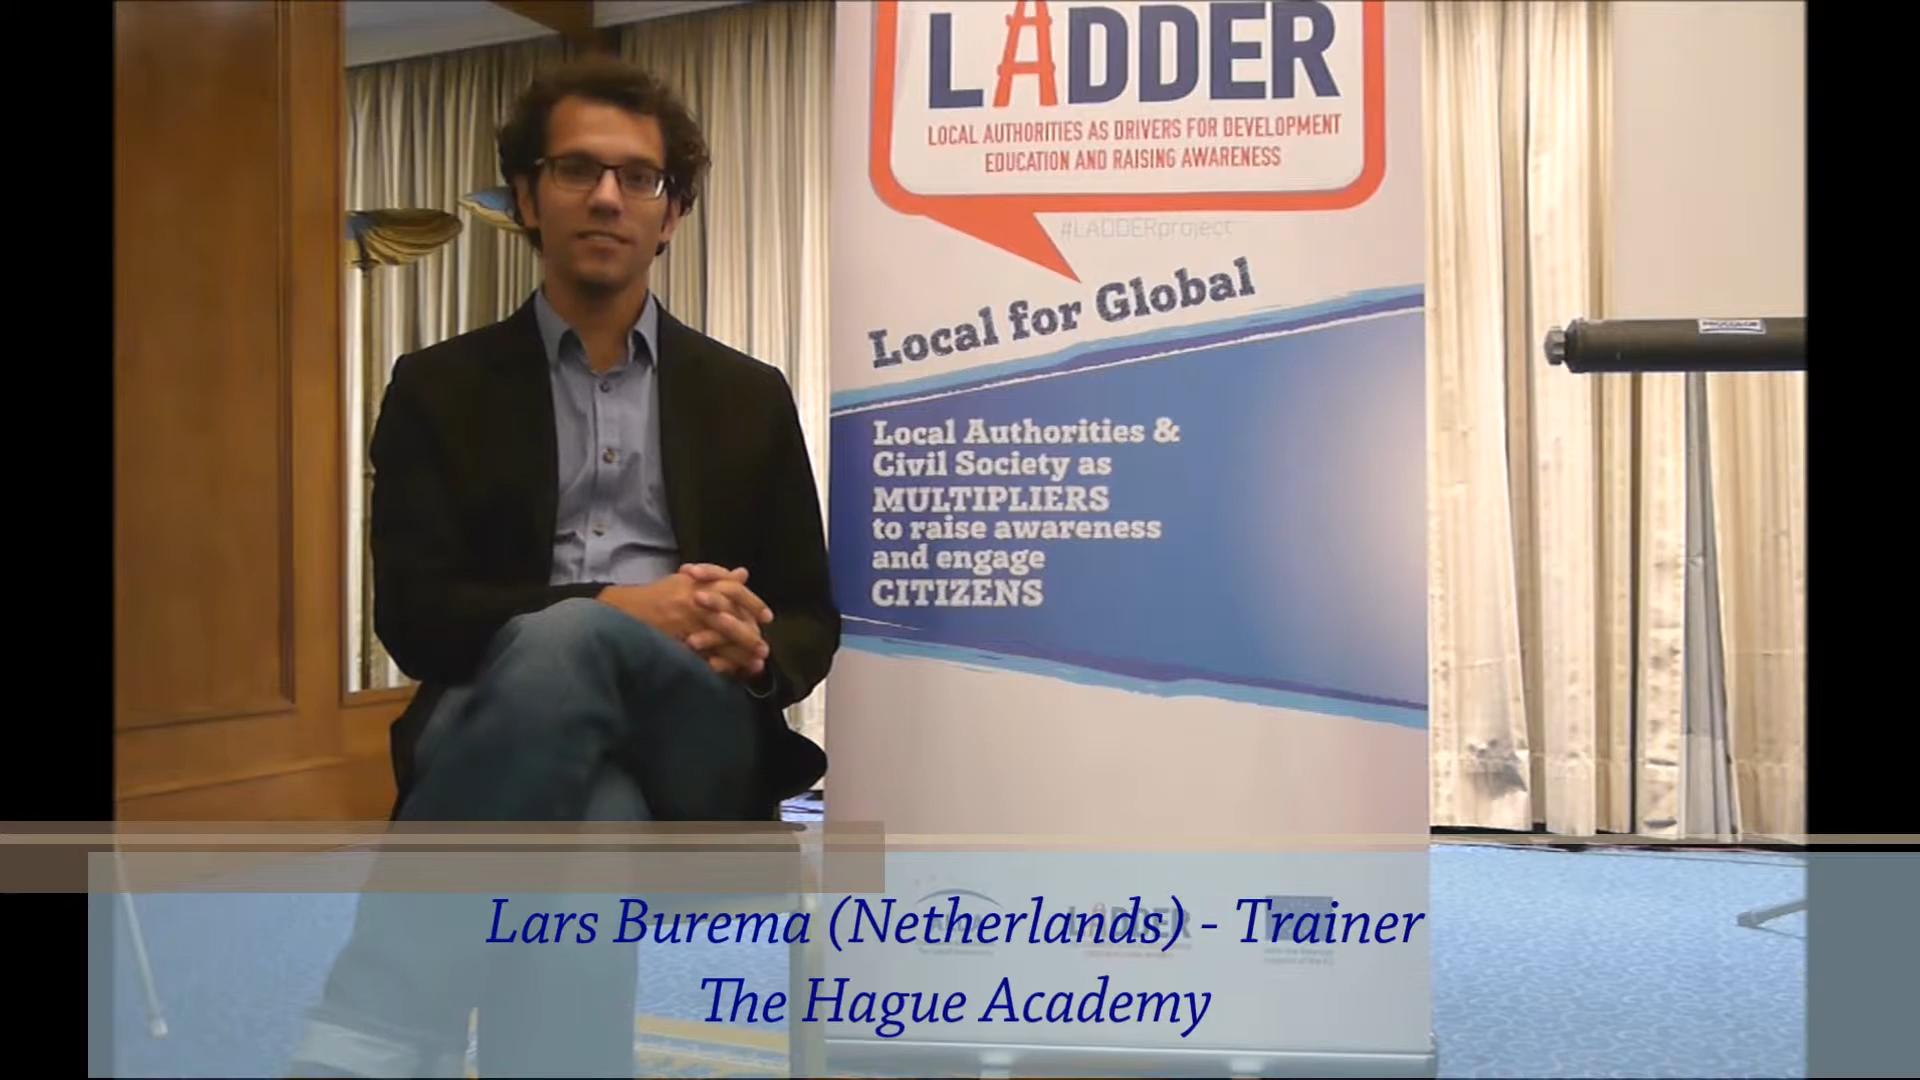 LADDER
LOCAL AUTHORITIES AS DRIVERS FOR DEVELOPMENT
EDUCATION AND RAISING AWARENESS
#LADDERproject
Local for Global
Local Authorities &
Civil Society as
MULTIPLIERS
to raise awareness
and engage
CITIZENS
LADDER
Lars Burema (Netherlands) - Trainer
The Hague Academy